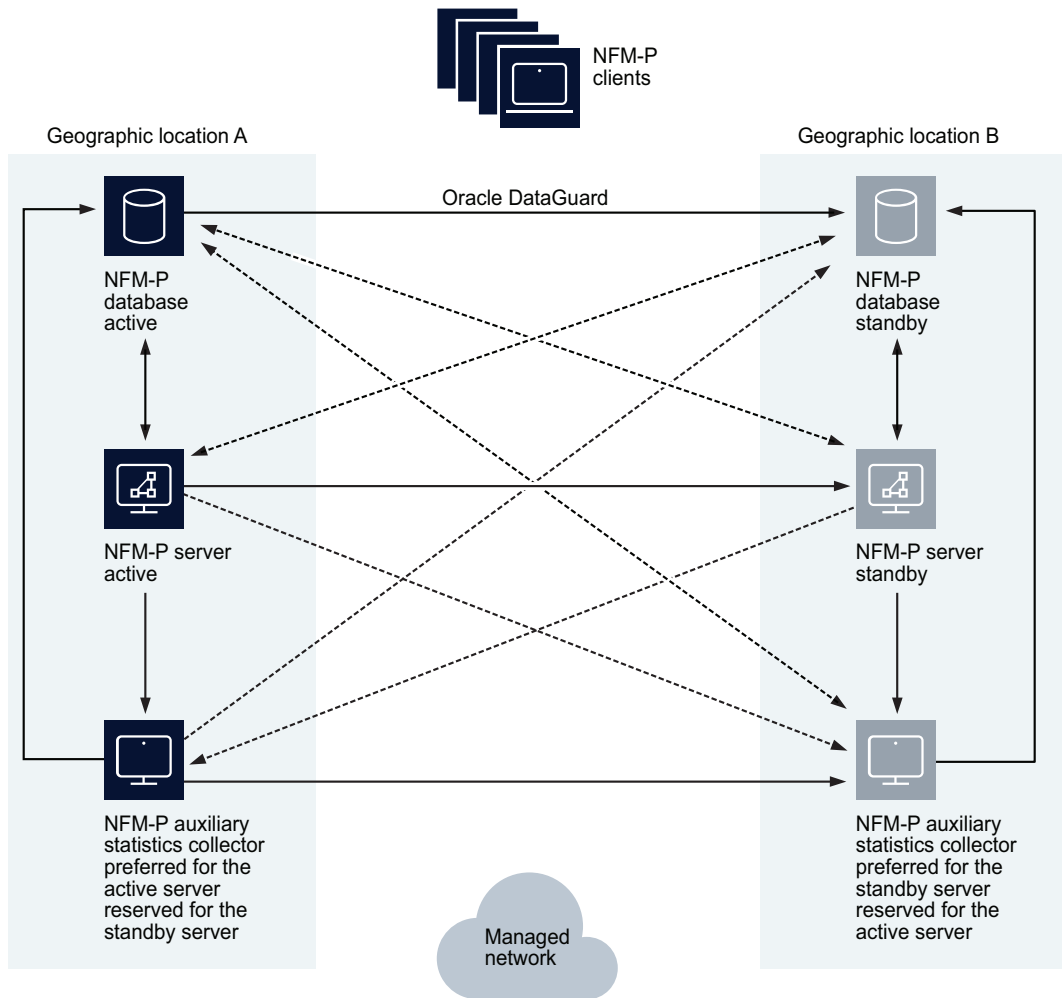 NFM-P
clients
Geographic location A
Geographic location B
Oracle DataGuard
NFM-P
database
active
NFM-P
database
standby
NFM-P server
active
NFM-P server
standby
NFM-P auxiliary
statistics collector
preferred for the
active server
reserved for the
standby server
NFM-P auxiliary
statistics collector
preferred for the
standby server
reserved for the
active server
Managed
network